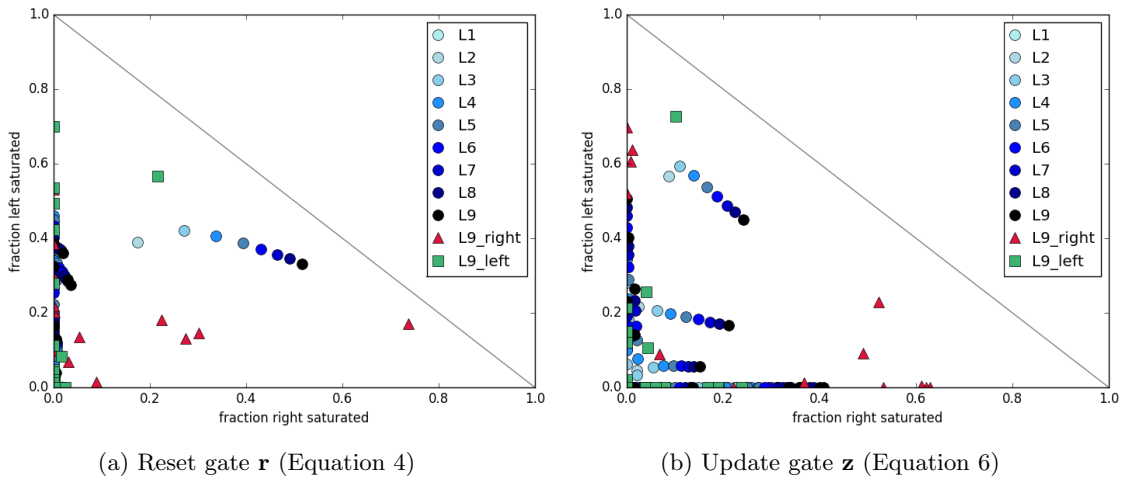 1.0
0.8
0.6
0.4
0.2
0.0
fraction left saturated
0.0 0.2 0.4 0.6 0.8 1.0
fraction right saturated
L1
L2
L3
L4
L5
L6
L7
L8
L9
L9_right
L9_left
(a) Reset gate r (Equation 4)
1.0
0.8
0.6
0.4
0.2
0.0
fraction left saturated
0.0 0.2 0.4 0.6 0.8 1.0
fraction right saturated
L1
L2
L3
L4
L5
L6
L7
L8
L9
L9_right
L9_left
(b) Update gate z (Equation 6)